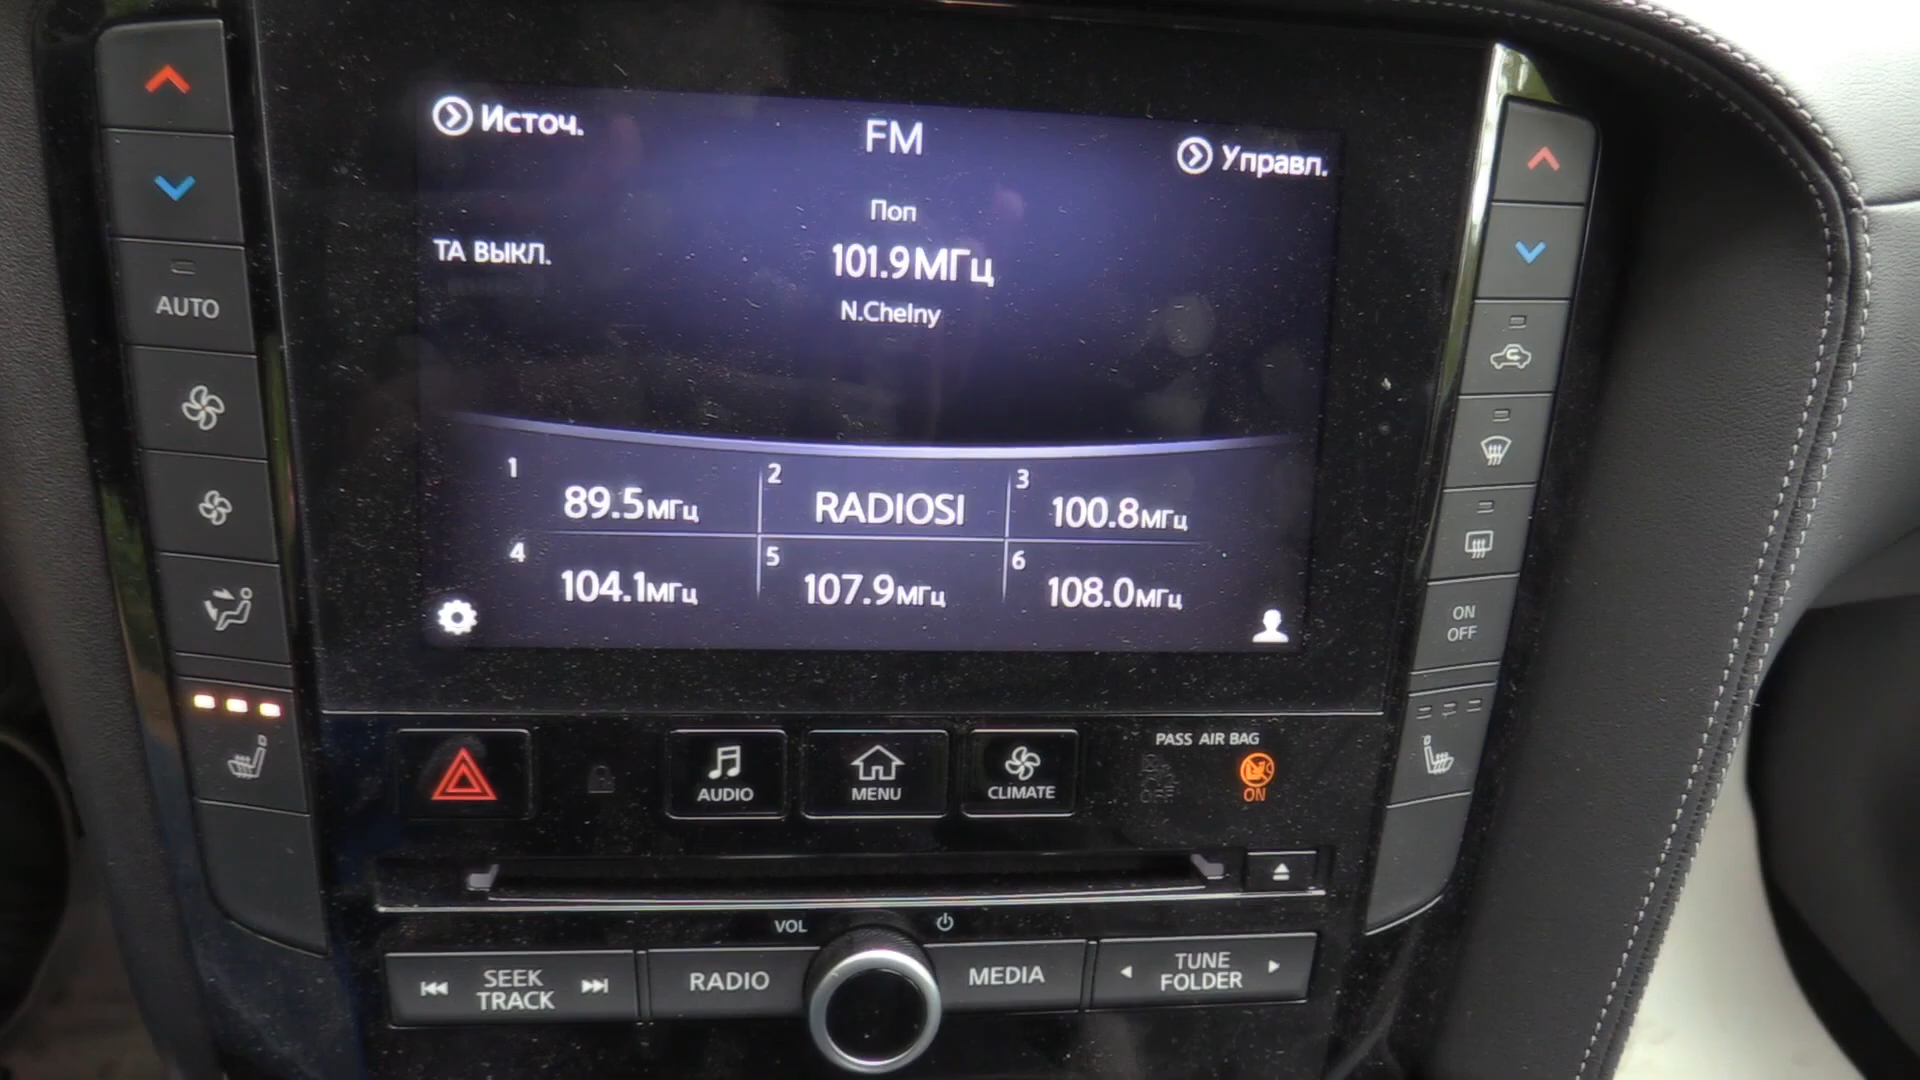 Источ.
FM
Управл.
Поп
ТА ВЫКЛ.
101.9МГц
N.Chelny
1
89.5МГц
2
RADIOSI
3
100.8МГц
4
104.1МГц
5
107.9МГц
6
108.0МГц
AUTO
ON
OFF
AUDIO
MENU
CLIMATE
PASS AIR BAG
OFF
ON
VOL
SEEK
TRACK
RADIO
MEDIA
TUNE
FOLDER